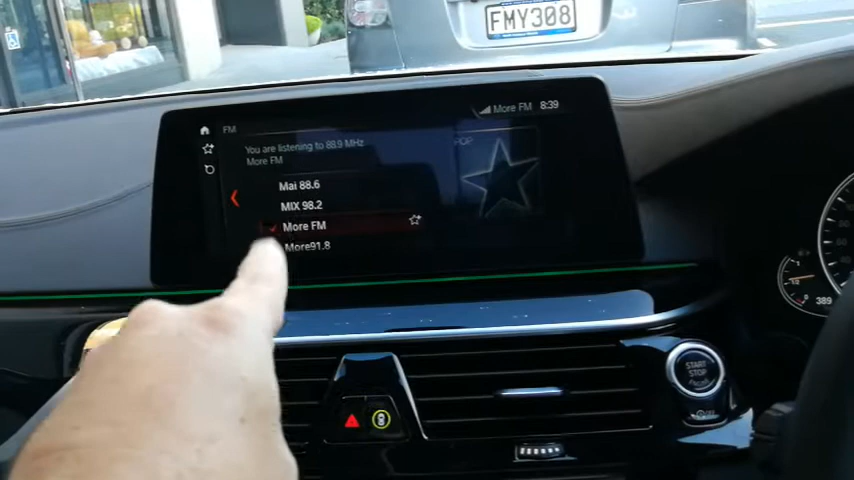 FMY308
FM
More FM
8:39
You are listening to 88.9 MHz
More FM
POP
Mai 88.6
MIX 98.2
More FM
More91.8
START
STOP
389